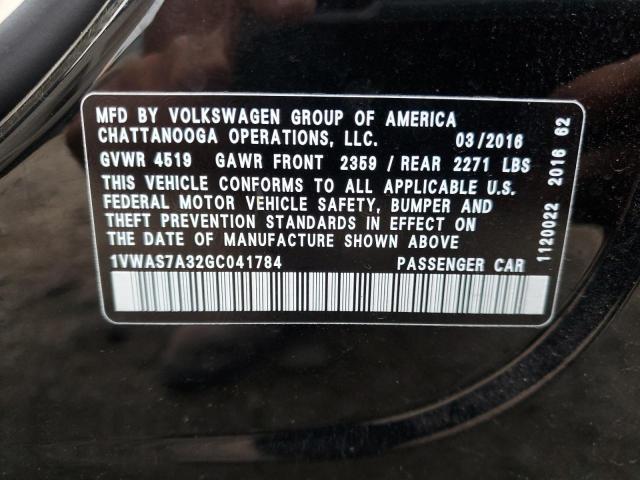 MFD BY VOLKSWAGEN GROUP OF AMERICA
CHATTANOOGA OPERATIONS, LLC. 03/2016
GVWR 4519 GAWR FRONT 2359 / REAR 2271 LBS
THIS VEHICLE CONFORMS TO ALL APPLICABLE U.S.
FEDERAL MOTOR VEHICLE SAFETY, BUMPER AND
THEFT PREVENTION STANDARDS IN EFFECT ON
THE DATE OF MANUFACTURE SHOWN ABOVE
1VWAS7A32GC041784 PASSENGER CAR
1120022 2016 62